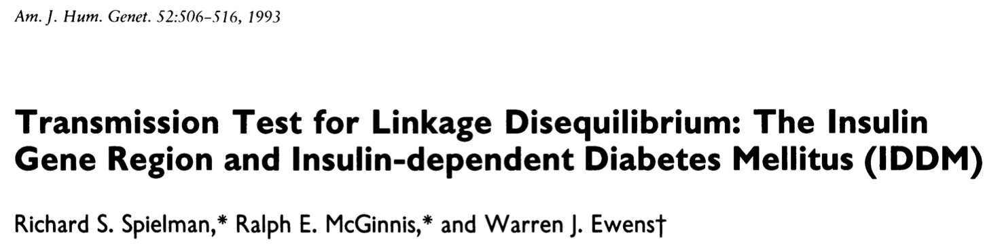 Am. J. Hum. Genet. 52:506–516, 1993
Transmission Test for Linkage Disequilibrium: The Insulin
Gene Region and Insulin-dependent Diabetes Mellitus (IDDM)
Richard S. Spielman,* Ralph E. McGinnis,* and Warren J. Ewens†